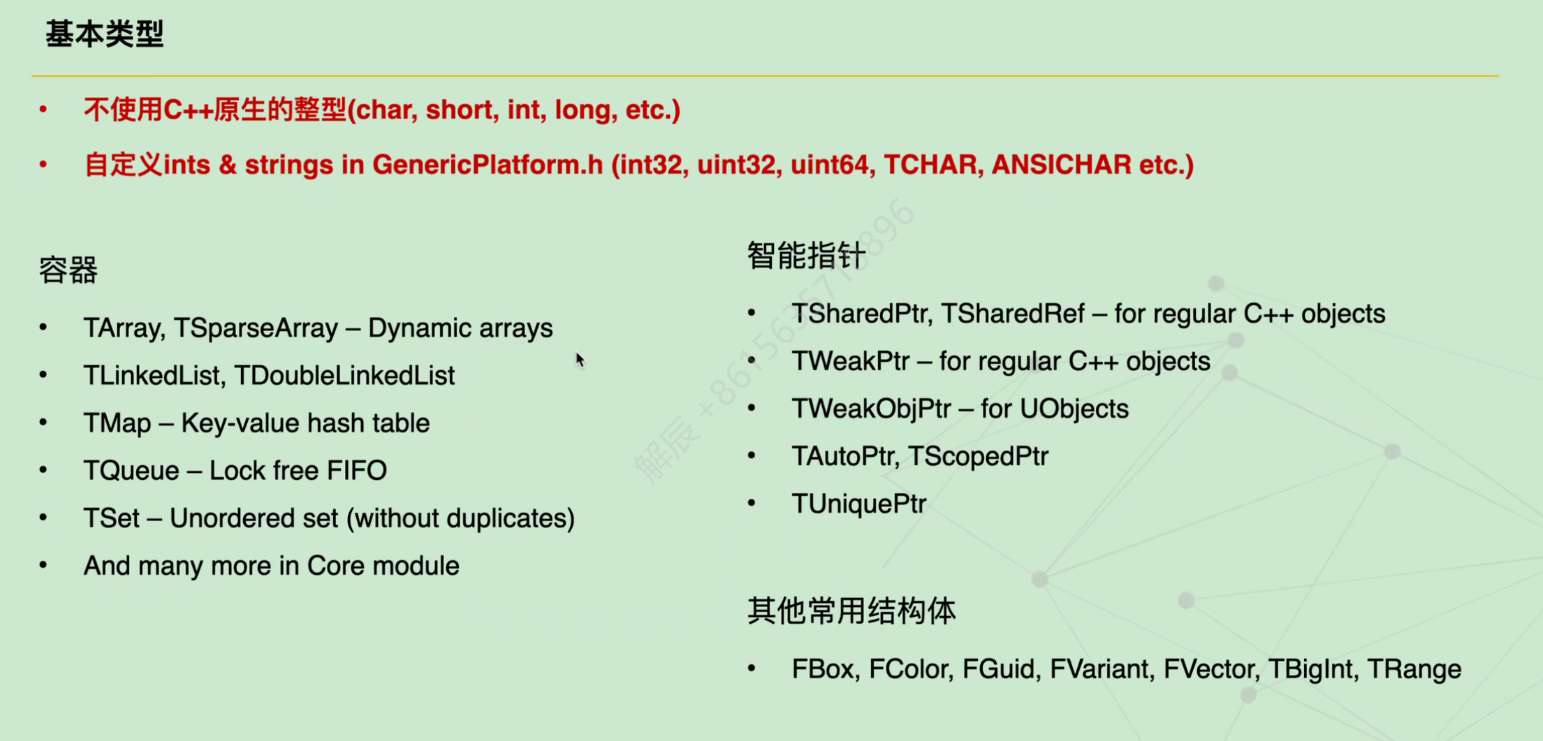 基本类型
• 不使用C++原生的整型(char, short, int, long, etc.)
• 自定义ints & strings in GenericPlatform.h (int32, uint32, uint64, TCHAR, ANSICHAR etc.)
容器
• TArray, TSparseArray – Dynamic arrays
• TLinkedList, TDoubleLinkedList
• TMap – Key-value hash table
• TQueue – Lock free FIFO
• TSet – Unordered set (without duplicates)
• And many more in Core module
智能指针
• TSharedPtr, TSharedRef – for regular C++ objects
• TWeakPtr – for regular C++ objects
• TWeakObjPtr – for UObjects
• TAutoPtr, TScopedPtr
• TUniquePtr
其他常用结构体
• FBox, FColor, FGuid, FVariant, FVector, TBigInt, TRange
解辰